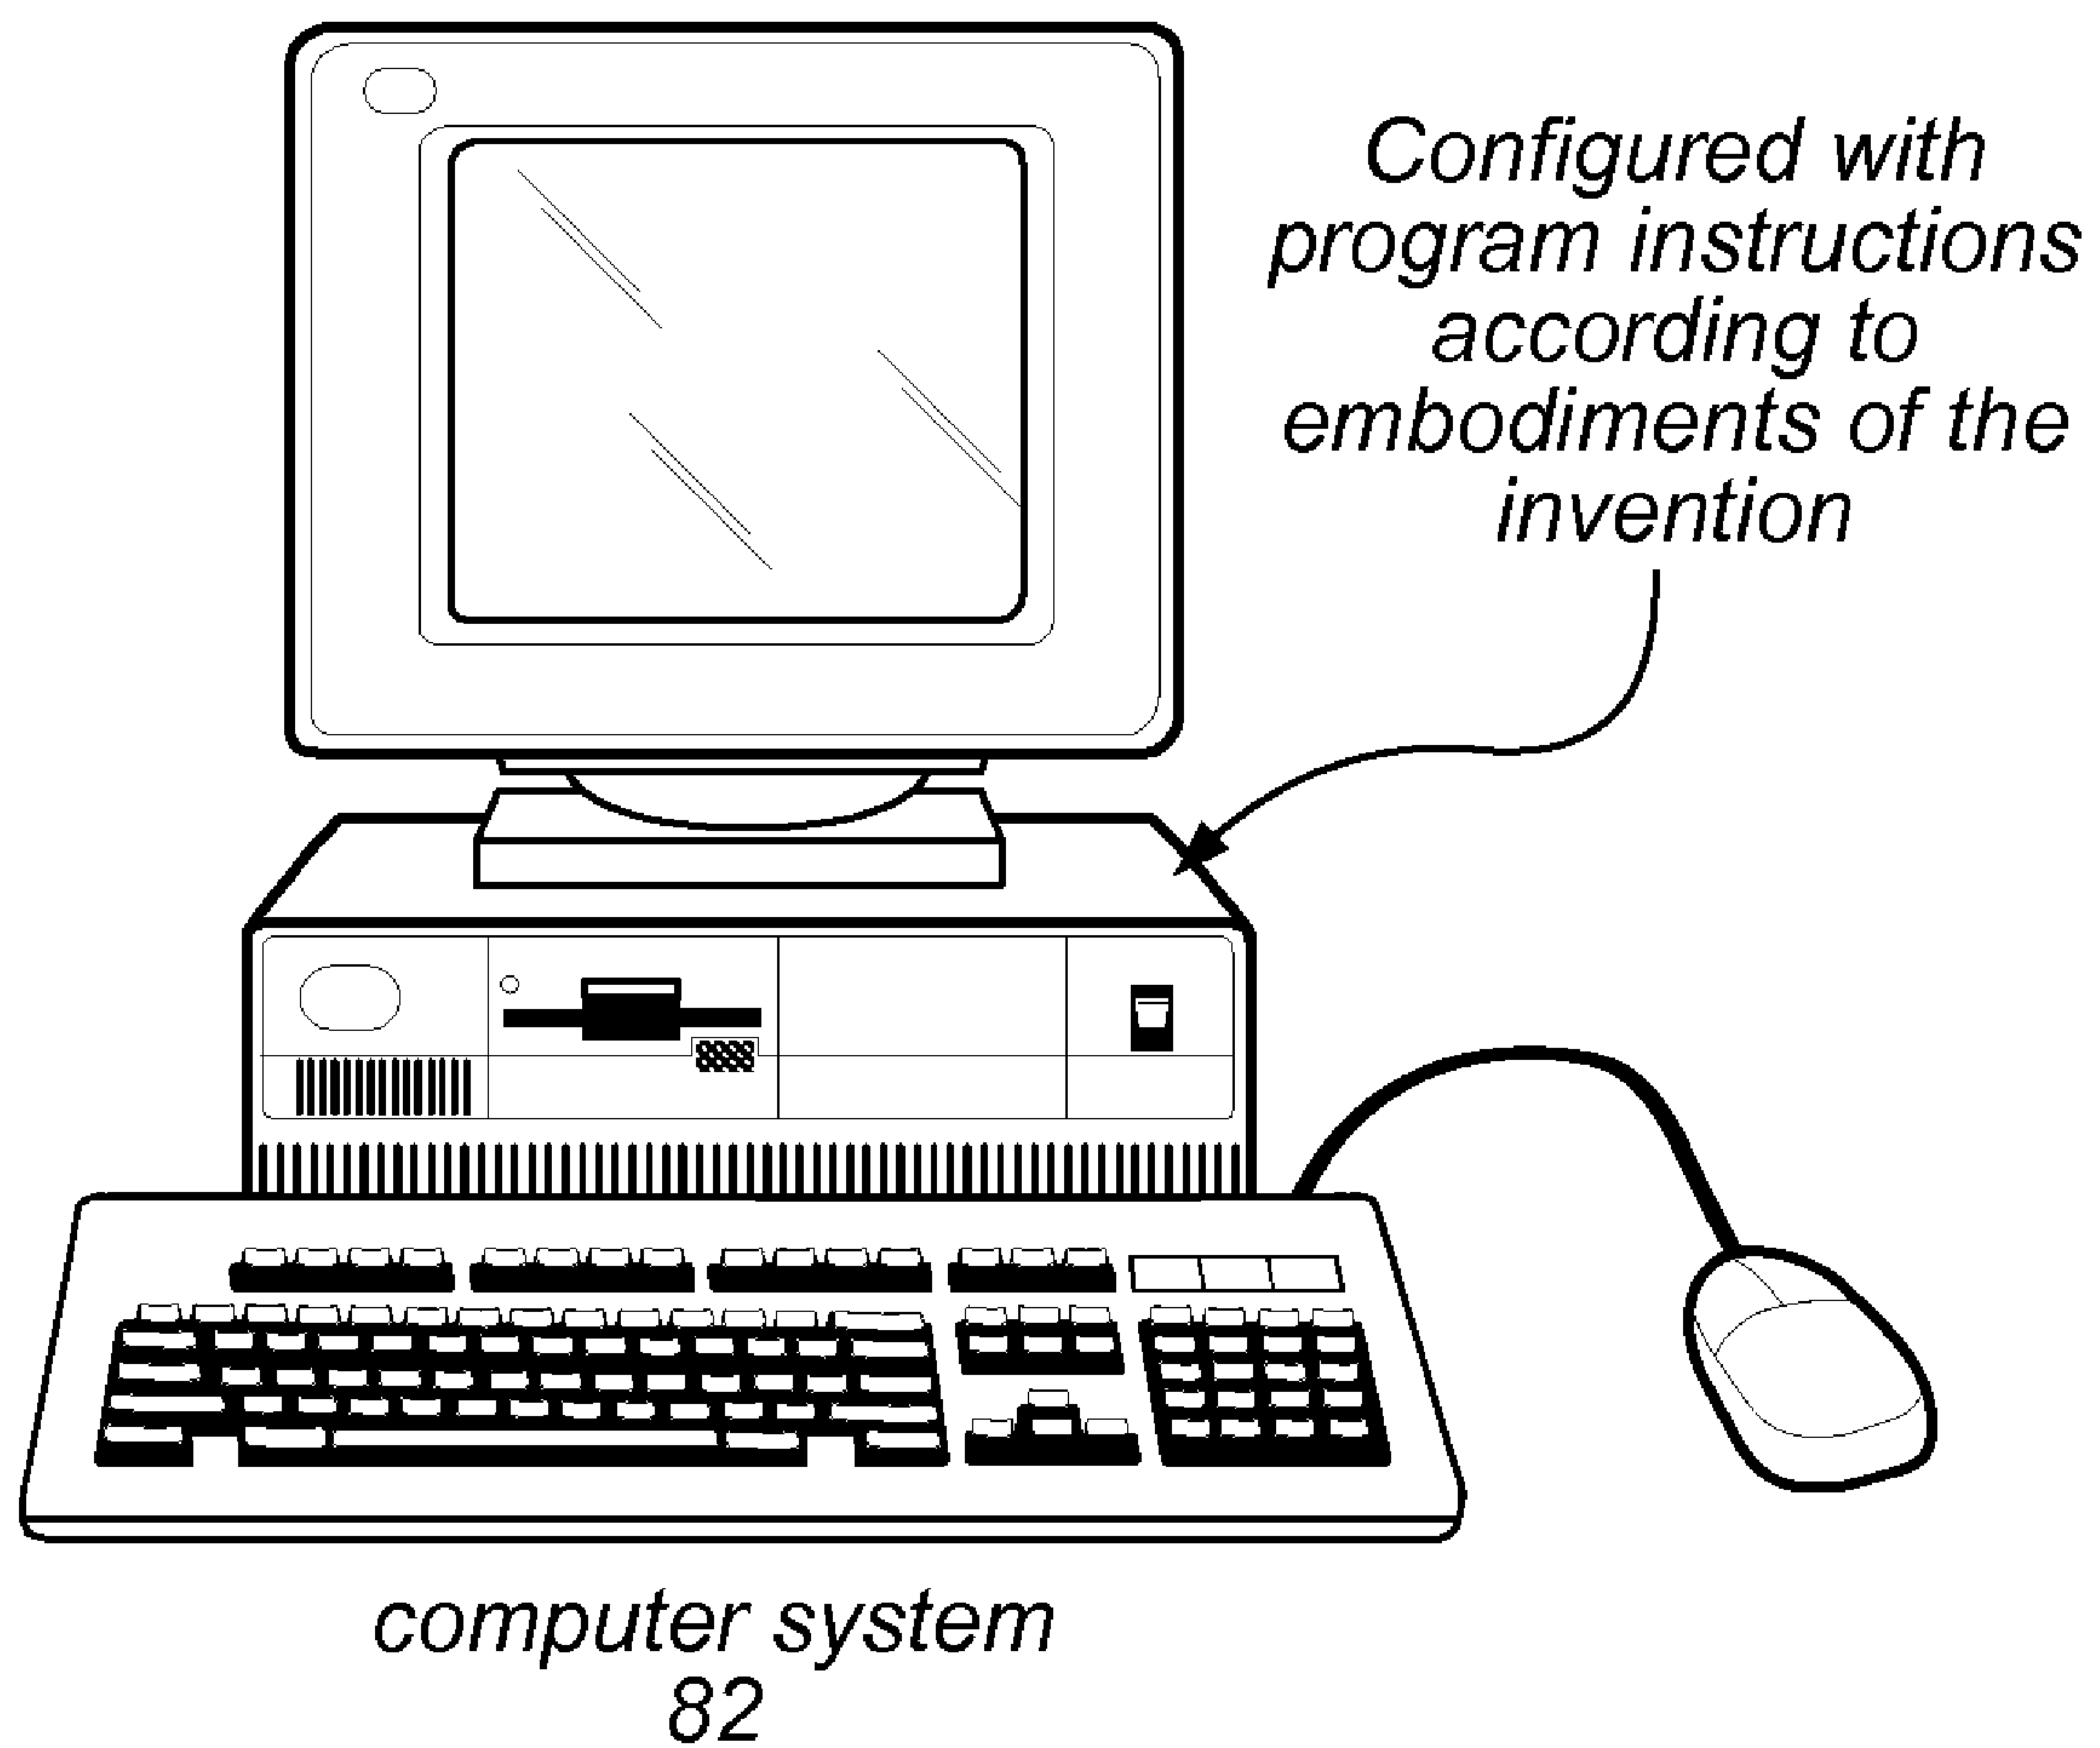 Configured with
program instructions
according to
embodiments of the
invention
computer system
82